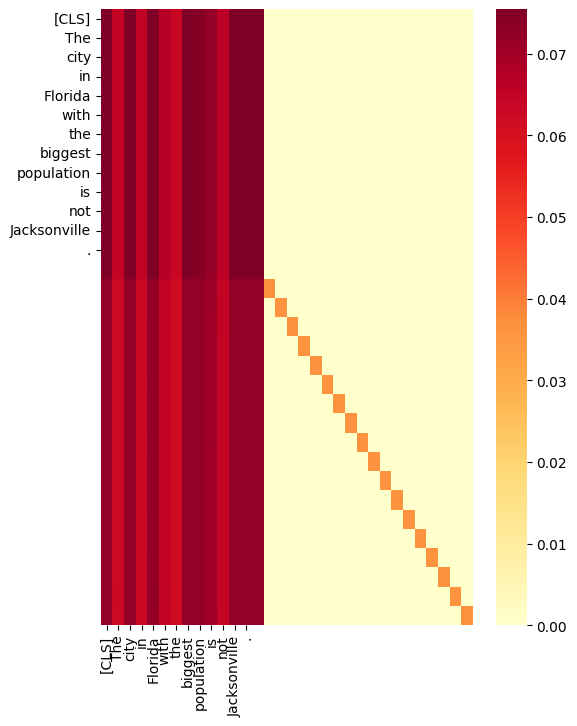 [CLS]
The
city
in
Florida
with
the
biggest
population
is
not
Jacksonville
.
0.07
0.06
0.05
0.04
0.03
0.02
0.01
0.00
[CLS]
The
city
in
Florida
with
the
biggest
population
is
not
Jacksonville
.